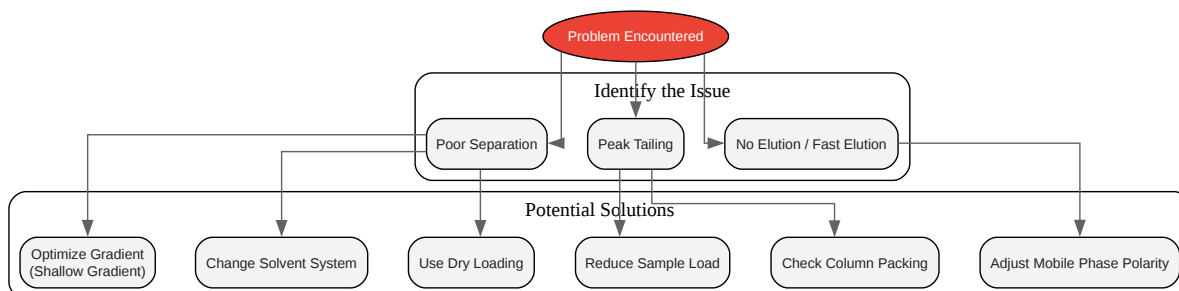 Problem Encountered
Identify the Issue
Poor Separation
Peak Tailing
No Elution / Fast Elution
Potential Solutions
Optimize Gradient
(Shallow Gradient)
Change Solvent System
Use Dry Loading
Reduce Sample Load
Check Column Packing
Adjust Mobile Phase Polarity